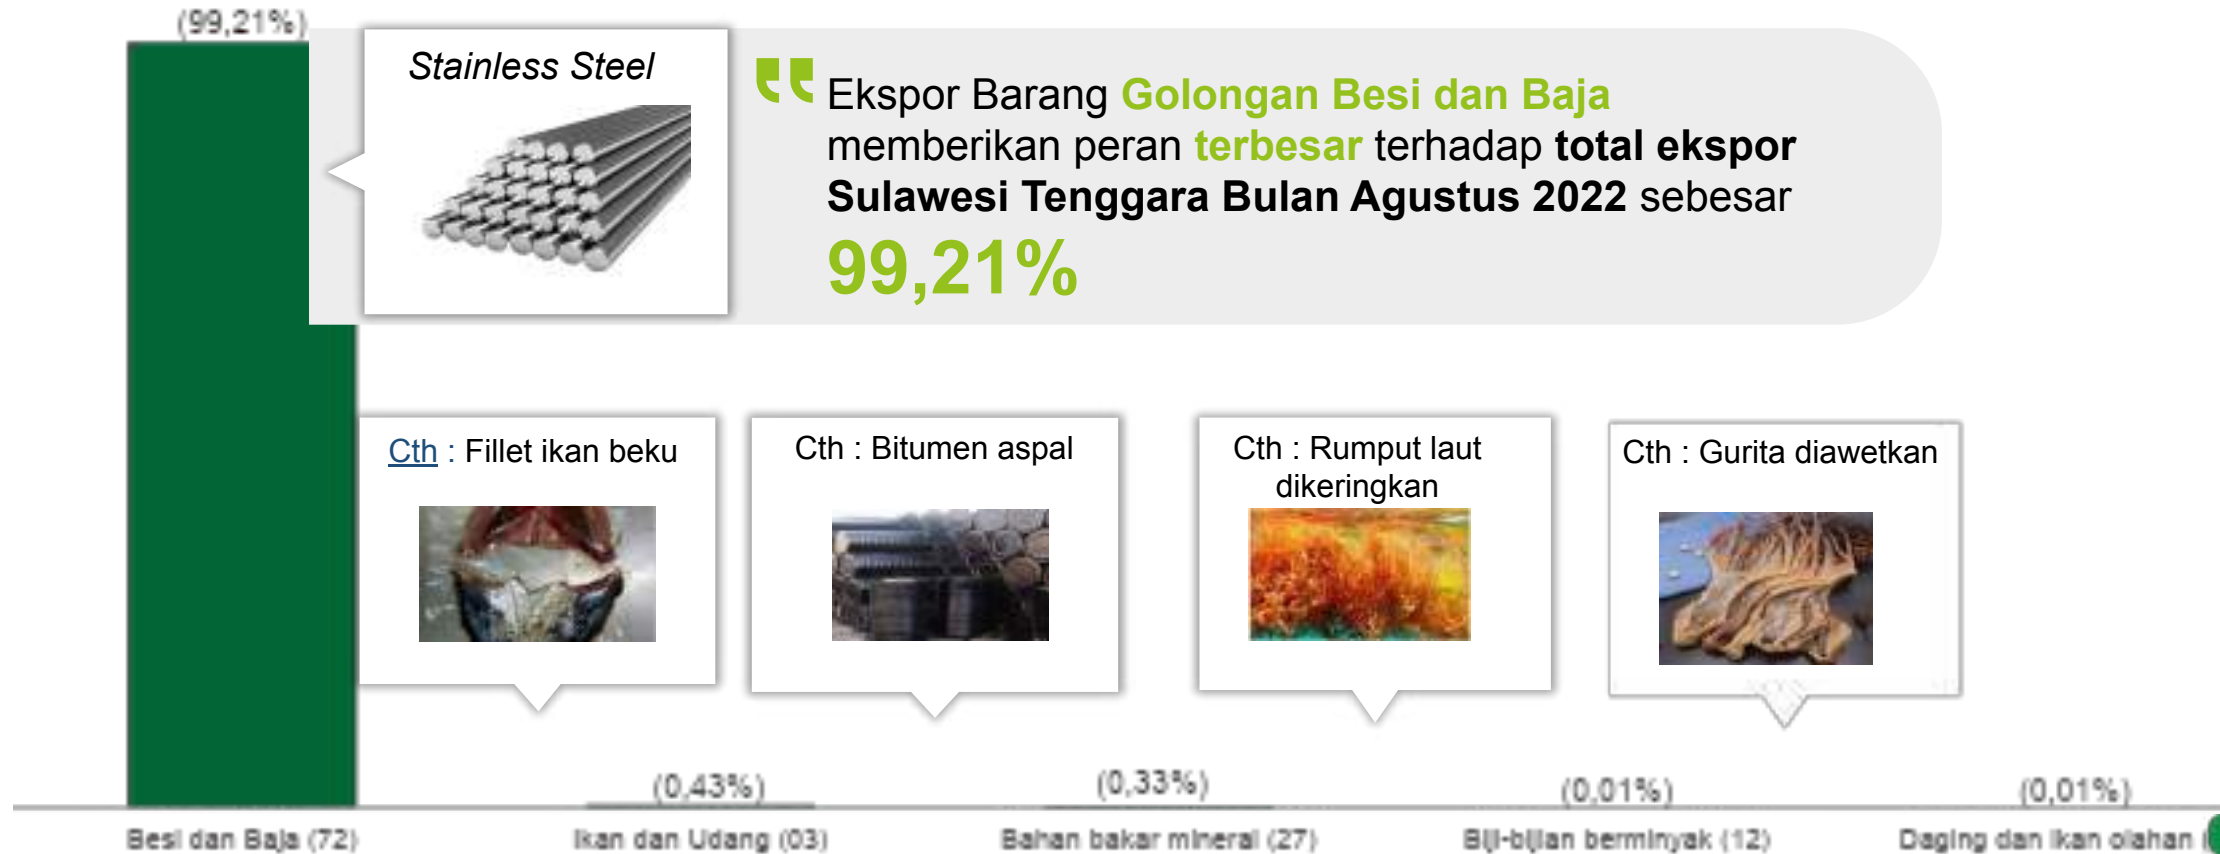 (99,21%)
Stainless Steel
Ekspor Barang Golongan Besi dan Baja
memberikan peran terbesar terhadap total ekspor
Sulawesi Tenggara Bulan Agustus 2022 sebesar
99,21%
Cth : Fillet ikan beku
Cth : Bitumen aspal
Cth : Rumput laut
dikeringkan
Cth : Gurita diawetkan
(0,43%)
(0,33%)
(0,01%)
(0,01%)
Besi dan Baja (72)
Ikan dan Udang (03)
Bahan bakar mineral (27)
Biji-bijian berminyak (12)
Daging dan ikan olahan (